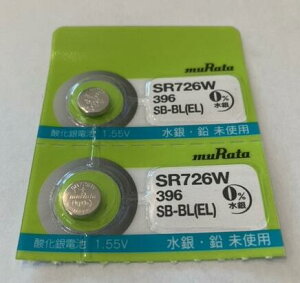 muRata
SR726W
396
SB-BL(EL)
0%
水銀
酸化銀電池 1.55V
水銀・鉛 未使用
muRata
SR726W
396
SB-BL(EL)
0%
水銀
muRata
酸化銀電池 1.55V
水銀・鉛 未使用